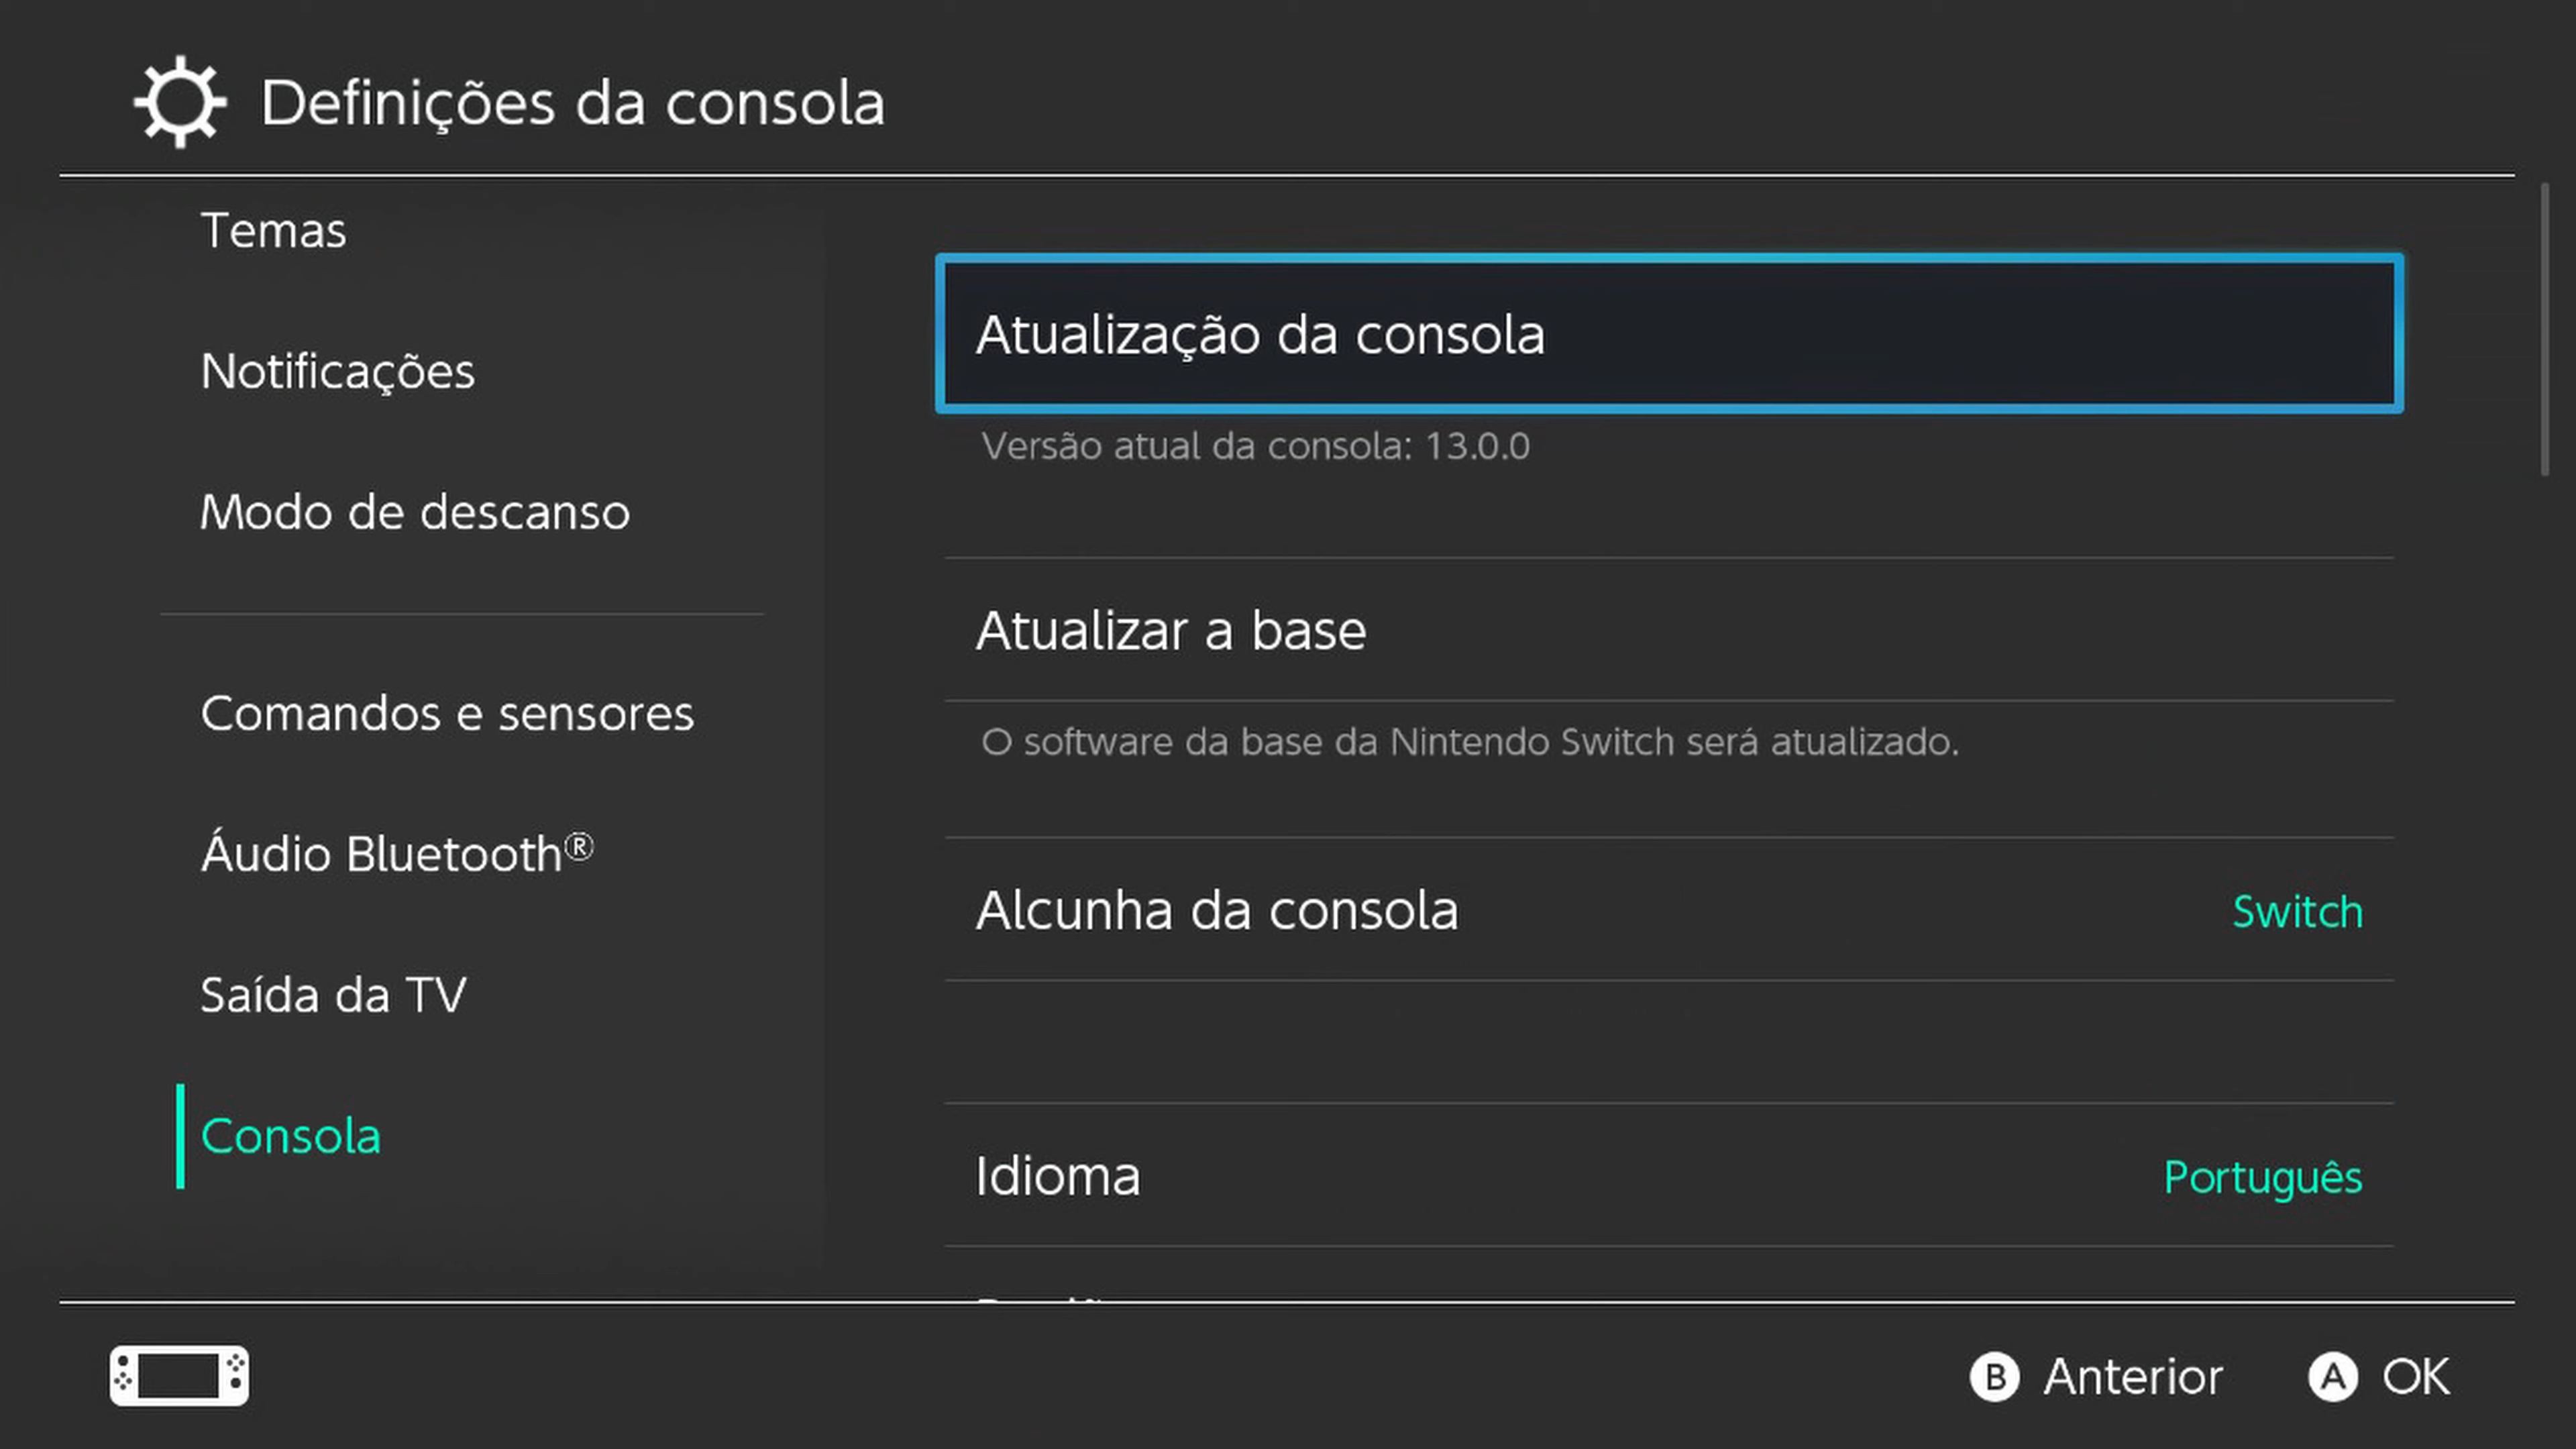 Definições da consola
Temas
Notificações
Modo de descanso
Comandos e sensores
Áudio Bluetooth®
Saída da TV
Consola
Atualização da consola
Versão atual da consola: 13.0.0
Atualizar a base
O software da base da Nintendo Switch será atualizado.
Alcunha da consola Switch
Idioma Português
B Anterior A OK